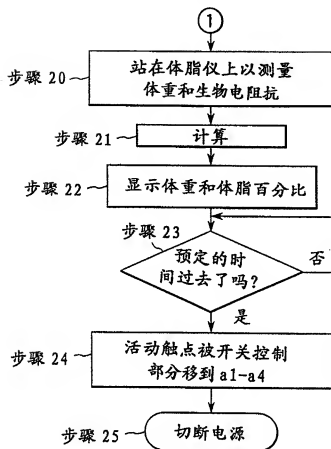 1
步骤 20
站在体脂仪上以测量
体重和生物电阻抗
步骤 21
计算
步骤 22
显示体重和体脂百分比
步骤 23
预定的时
间过去了吗?
否
是
步骤 24
活动触点被开关控制
部分移到 a1-a4
步骤 25
切断电源